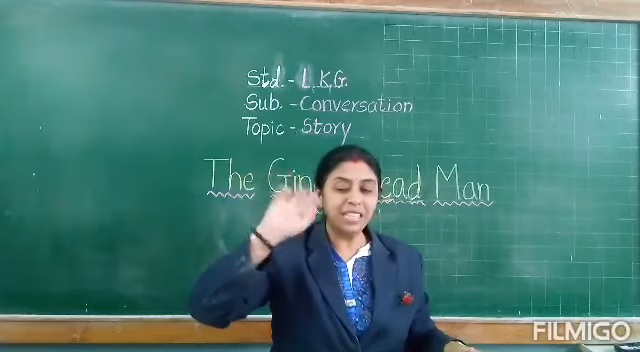 Std. - L.K.G.
Sub. - Conversation
Topic - Story
The Man
FILMIGO